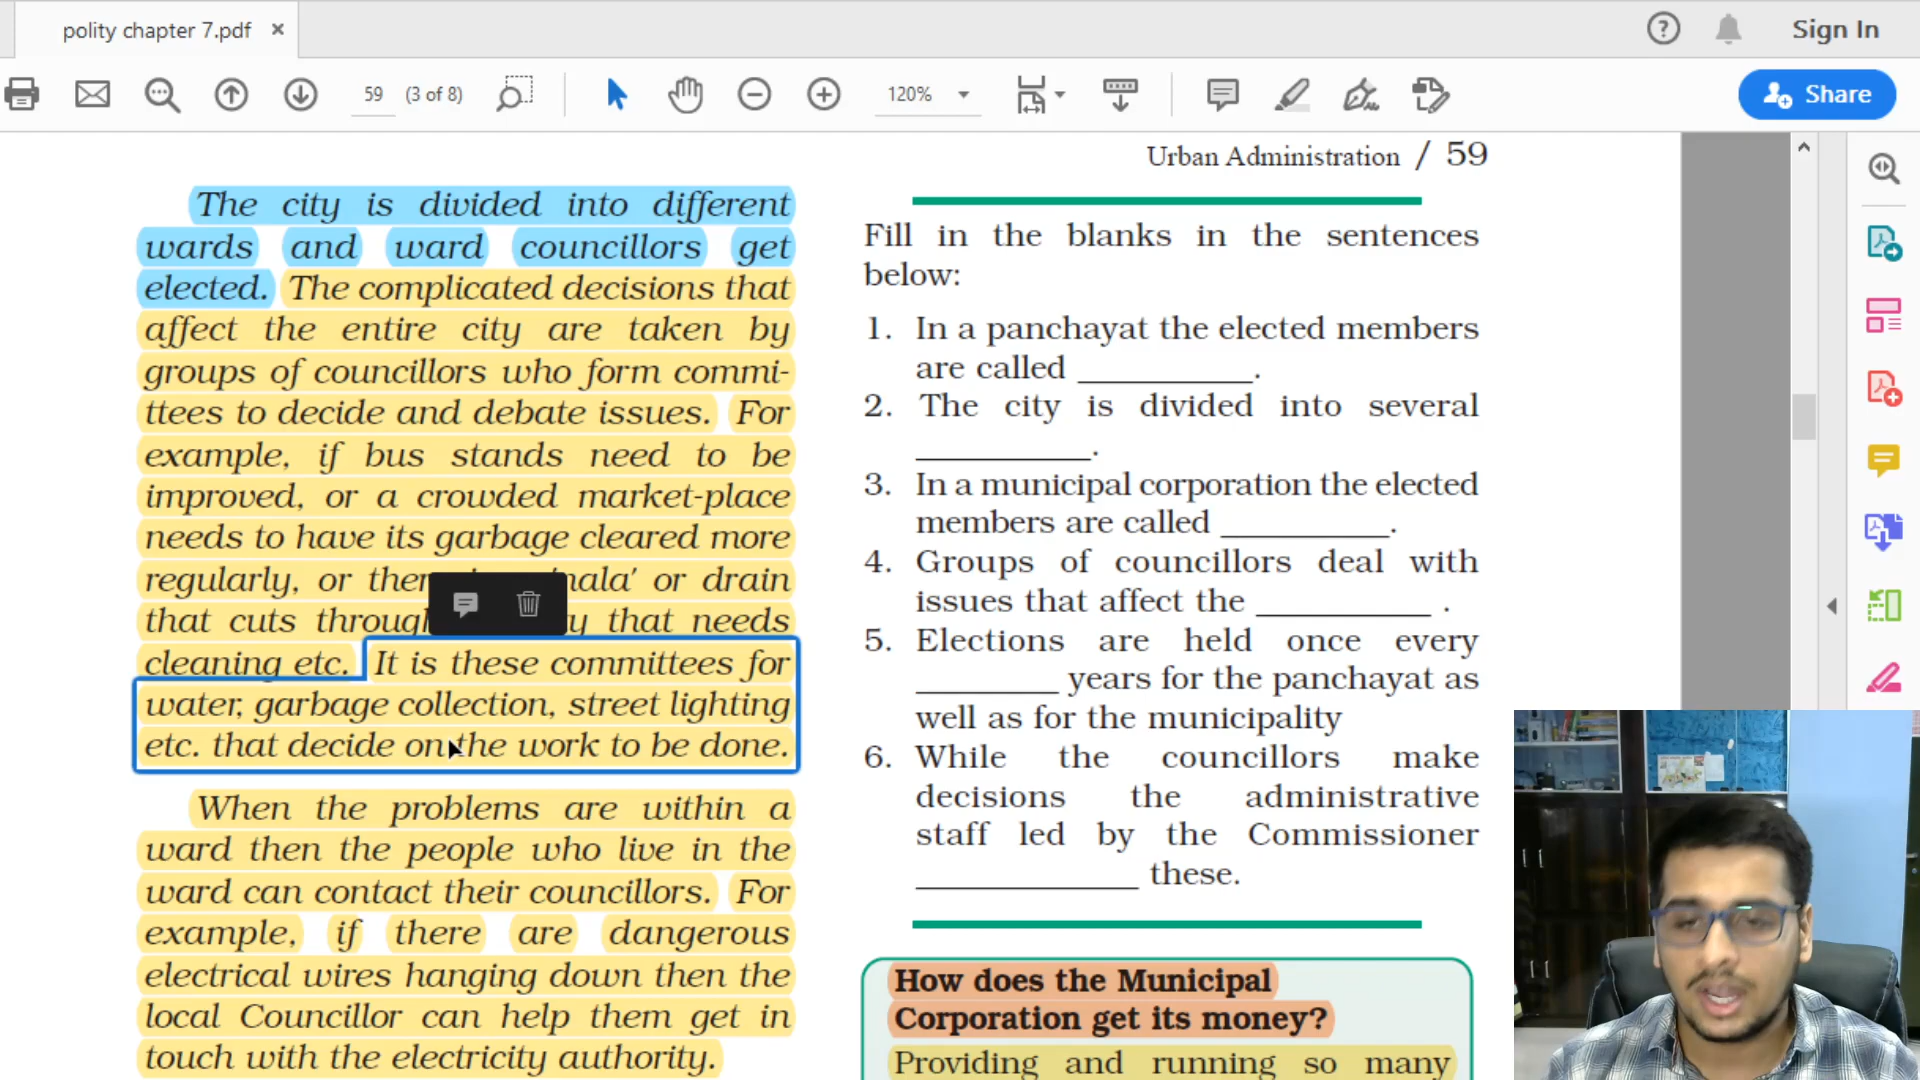 polity chapter 7.pdf
Sign In
59 (3 of 8)
120%
Share
Urban Administration / 59
The city is divided into different
wards and ward councillors get
elected. The complicated decisions that
affect the entire city are taken by
groups of councillors who form commi-
ttees to decide and debate issues. For
example, if bus stands need to be
improved, or a crowded market-place
needs to have its garbage cleared more
regularly, or nala' or drain
that cuts that needs
cleaning etc. It is these committees for
water, garbage collection, street lighting
etc. that decide on the work to be done.
When the problems are within a
ward then the people who live in the
ward can contact their councillors. For
example, if there are dangerous
electrical wires hanging down then the
local Councillor can help them get in
touch with the electricity authority.
Fill in the blanks in the sentences
below:
1. In a panchayat the elected members
are called __________.
2. The city is divided into several
__________.
3. In a municipal corporation the elected
members are called __________.
4. Groups of councillors deal with
issues that affect the __________ .
5. Elections are held once every
________ years for the panchayat as
well as for the municipality
6. While the councillors make
decisions the administrative
staff led by the Commissioner
_____________ these.
How does the Municipal
Corporation get its money?
Providing and running so many